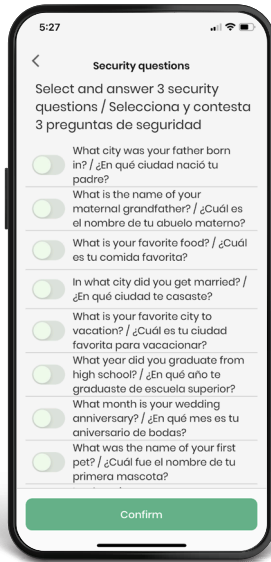 5:27
Security questions
Select and answer 3 security
questions / Selecciona y contesta
3 preguntas de seguridad
What city was your father born
in? / ¿En qué ciudad nació tu
padre?
What is the name of your
maternal grandfather? / ¿Cuál es
el nombre de tu abuelo materno?
What is your favorite food? / ¿Cuál
es tu comida favorita?
In what city did you get married? /
¿En qué ciudad te casaste?
What is your favorite city to
vacation? / ¿Cuál es tu ciudad
favorita para vacacionar?
What year did you graduate from
high school? / ¿En qué año te
graduaste de escuela superior?
What month is your wedding
anniversary? / ¿En qué mes es tu
aniversario de bodas?
What was the name of your first
pet? / ¿Cuál fue el nombre de tu
primera mascota?
Confirm